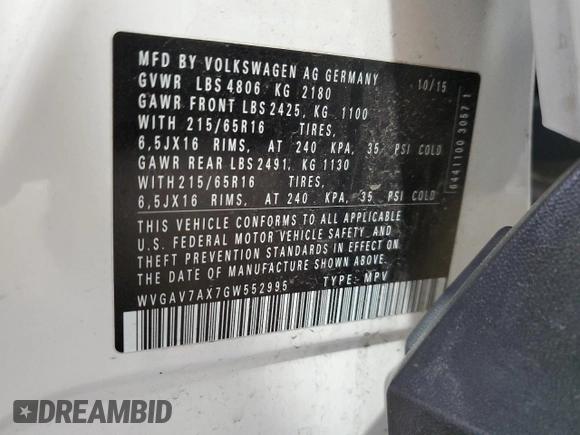 MFD BY VOLKSWAGEN AG GERMANY 10/15
GVWR LBS 4806 KG 2180
GAWR FRONT LBS 2425, KG 1100
WITH 215/65R16 TIRES,
6,5JX16 RIMS, AT 240 KPA, 35 PSI COLD
GAWR REAR LBS 2491, KG 1130
WITH 215/65R16 TIRES,
6,5JX16 RIMS, AT 240 KPA, 35 PSI COLD
THIS VEHICLE CONFORMS TO ALL APPLICABLE
U.S. FEDERAL MOTOR VEHICLE SAFETY AND
THEFT PREVENTION STANDARDS IN EFFECT ON
THE DATE OF MANUFACTURE SHOWN ABOVE.
WVGAV7AX7GW552995 TYPE: MPV
6441100 3057 1
DREAMBID